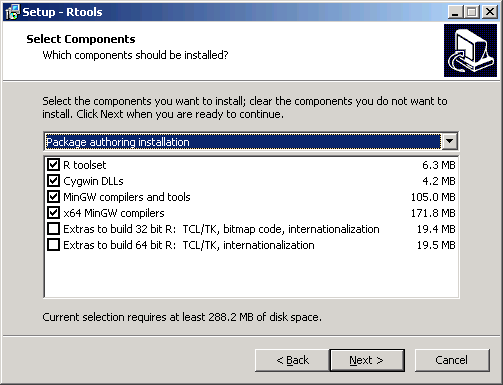 Setup - Rtools
Select Components
Which components should be installed?
Select the components you want to install; clear the components you do not want to
install. Click Next when you are ready to continue.
Package authoring installation
R toolset 6.3 MB
Cygwin DLLs 4.2 MB
MinGW compilers and tools 105.0 MB
x64 MinGW compilers 171.8 MB
Extras to build 32 bit R: TCL/TK, bitmap code, internationalization 19.4 MB
Extras to build 64 bit R: TCL/TK, internationalization 19.5 MB
Current selection requires at least 288.2 MB of disk space.
< Back Next > Cancel